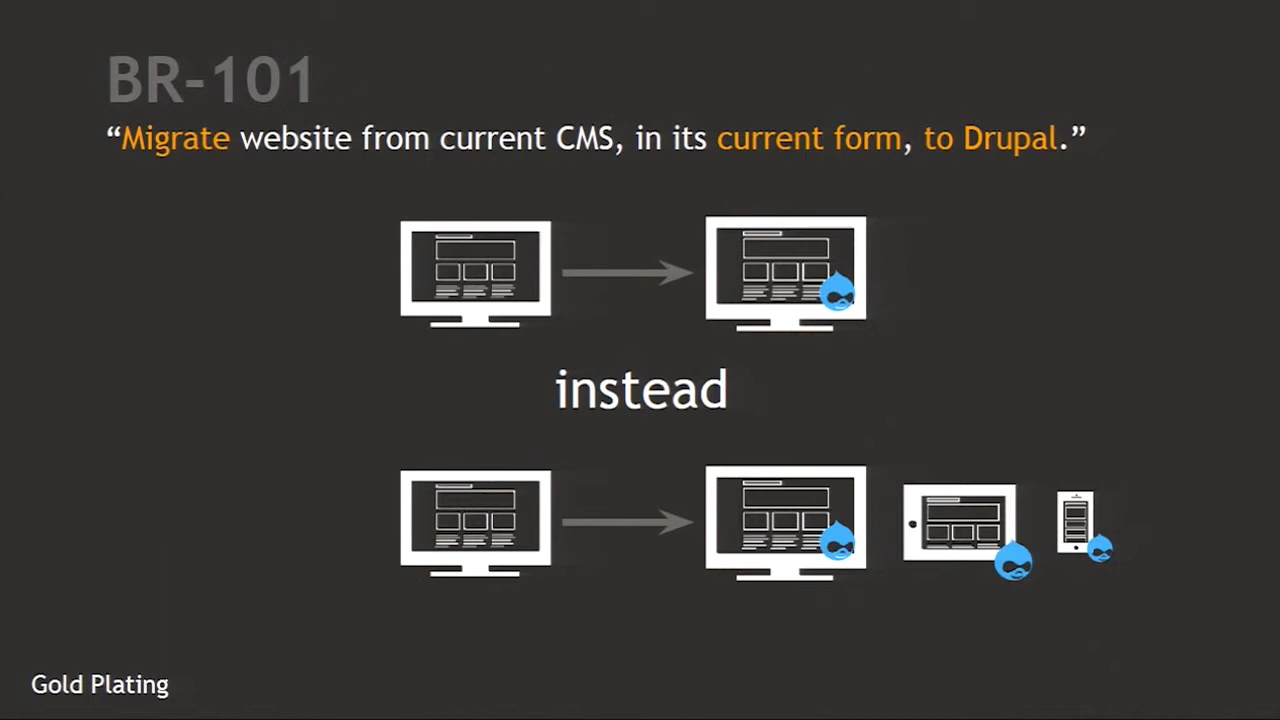 BR-101
“Migrate website from current CMS, in its current form, to Drupal.”
instead
Gold Plating